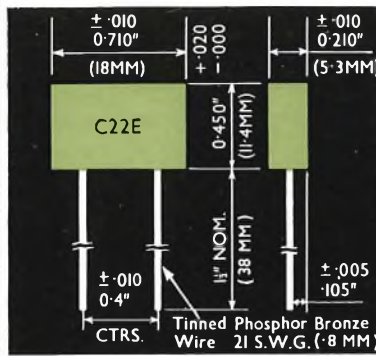 ± ·010
0·710"
(18MM)
+·020
-·000
± ·010
0·210"
(5·3MM)
C22E
0·450"
(11·4MM)
1½" NOM.
(38 MM)
± ·010
0·4"
CTRS.
± ·005
·105"
Tinned Phosphor Bronze
Wire 21 S.W.G. (·8 MM)